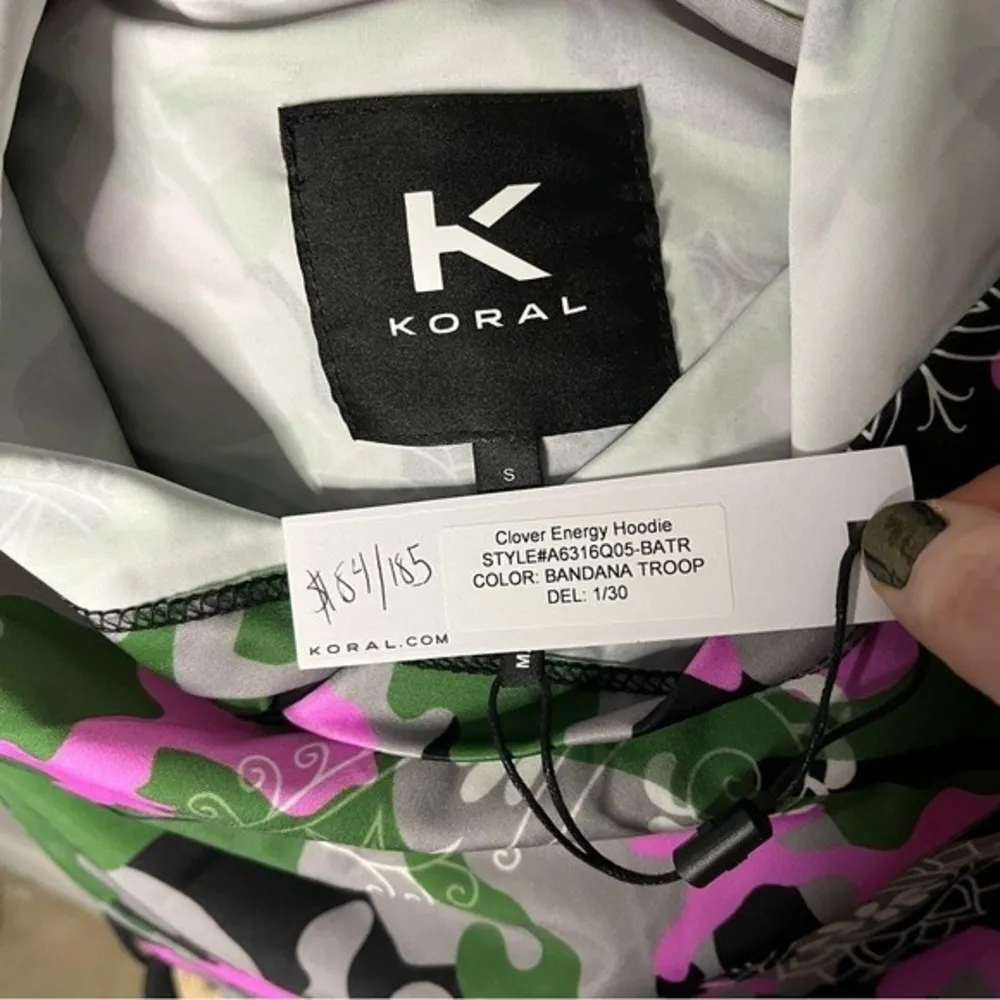 K
KORAL
S
Clover Energy Hoodie
STYLE#A6316Q05-BATR
COLOR: BANDANA TROOP
DEL: 1/30
$84/185
KORAL.COM
M